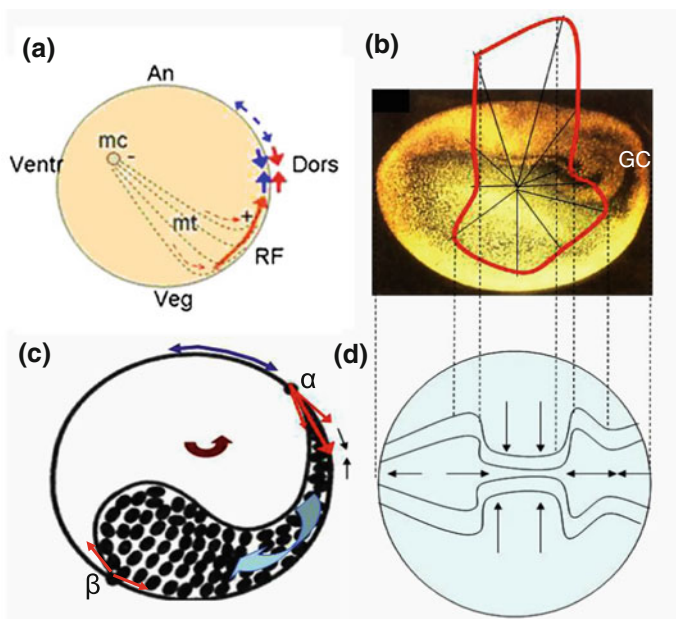 (a)
An
mc
-
Ventr
Dors
mt
+
RF
Veg
(b)
GC
(c)
α
β
(d)